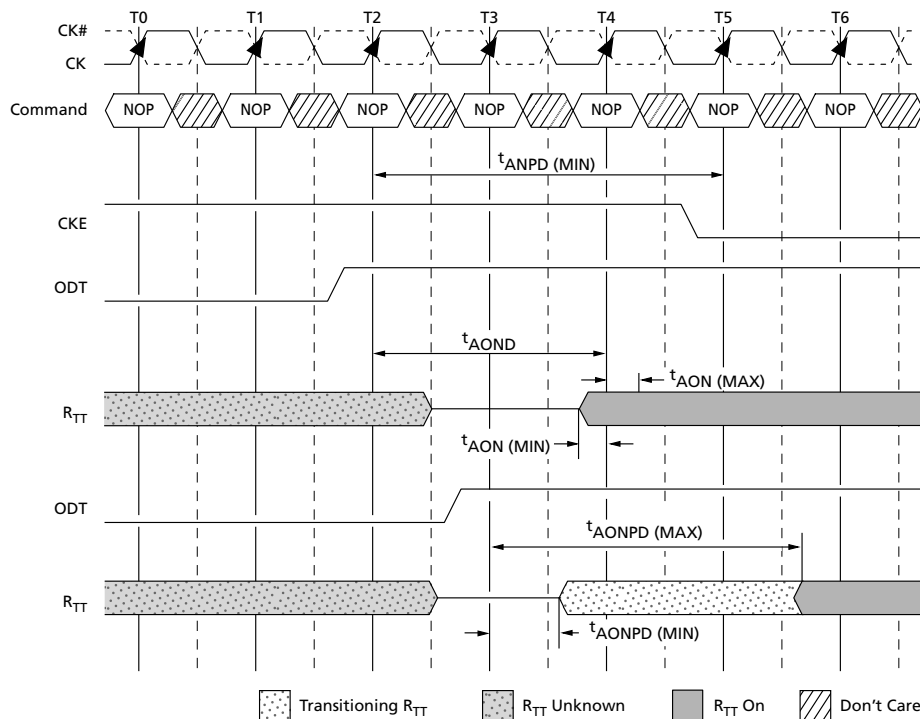 T0 T1 T2 T3 T4 T5 T6
CK#
CK
Command NOP NOP NOP NOP NOP NOP NOP
tANPD (MIN)
CKE
ODT
tAOND
tAON (MAX)
RTT
tAON (MIN)
ODT
tAONPD (MAX)
RTT
tAONPD (MIN)
Transitioning RTT RTT Unknown RTT On Don't Care